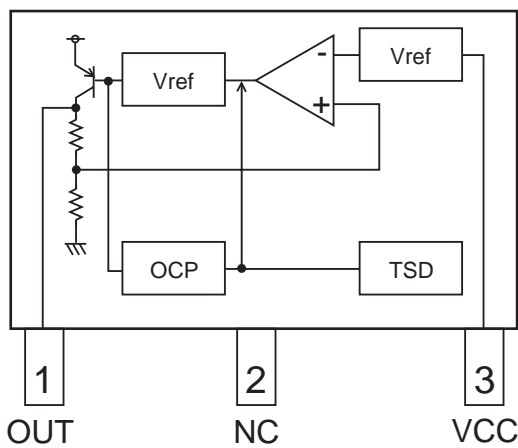 Vref
-
Vref
+
OCP
TSD
1
2
3
OUT
NC
VCC